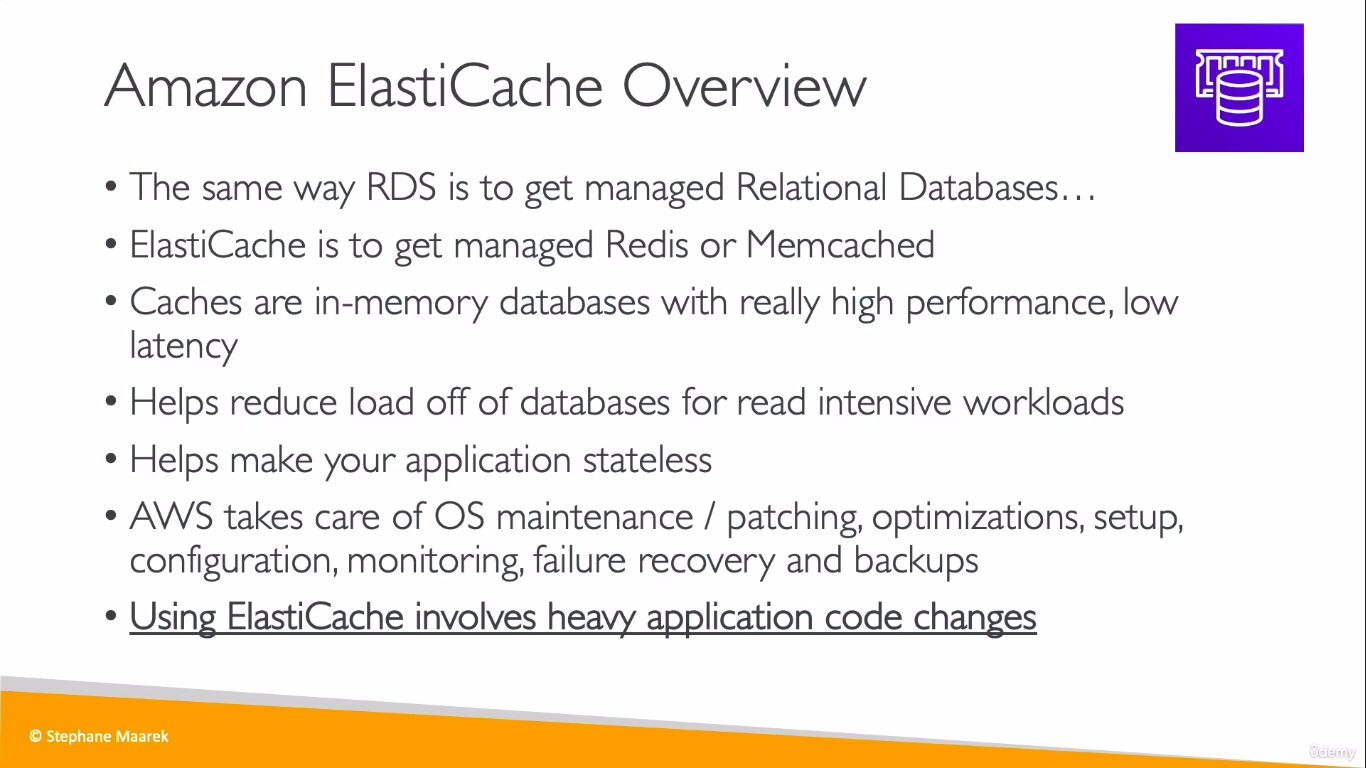 Amazon ElastiCache Overview
• The same way RDS is to get managed Relational Databases…
• ElastiCache is to get managed Redis or Memcached
• Caches are in-memory databases with really high performance, low
latency
• Helps reduce load off of databases for read intensive workloads
• Helps make your application stateless
• AWS takes care of OS maintenance / patching, optimizations, setup,
configuration, monitoring, failure recovery and backups
• Using ElastiCache involves heavy application code changes
© Stephane Maarek
ûdemy